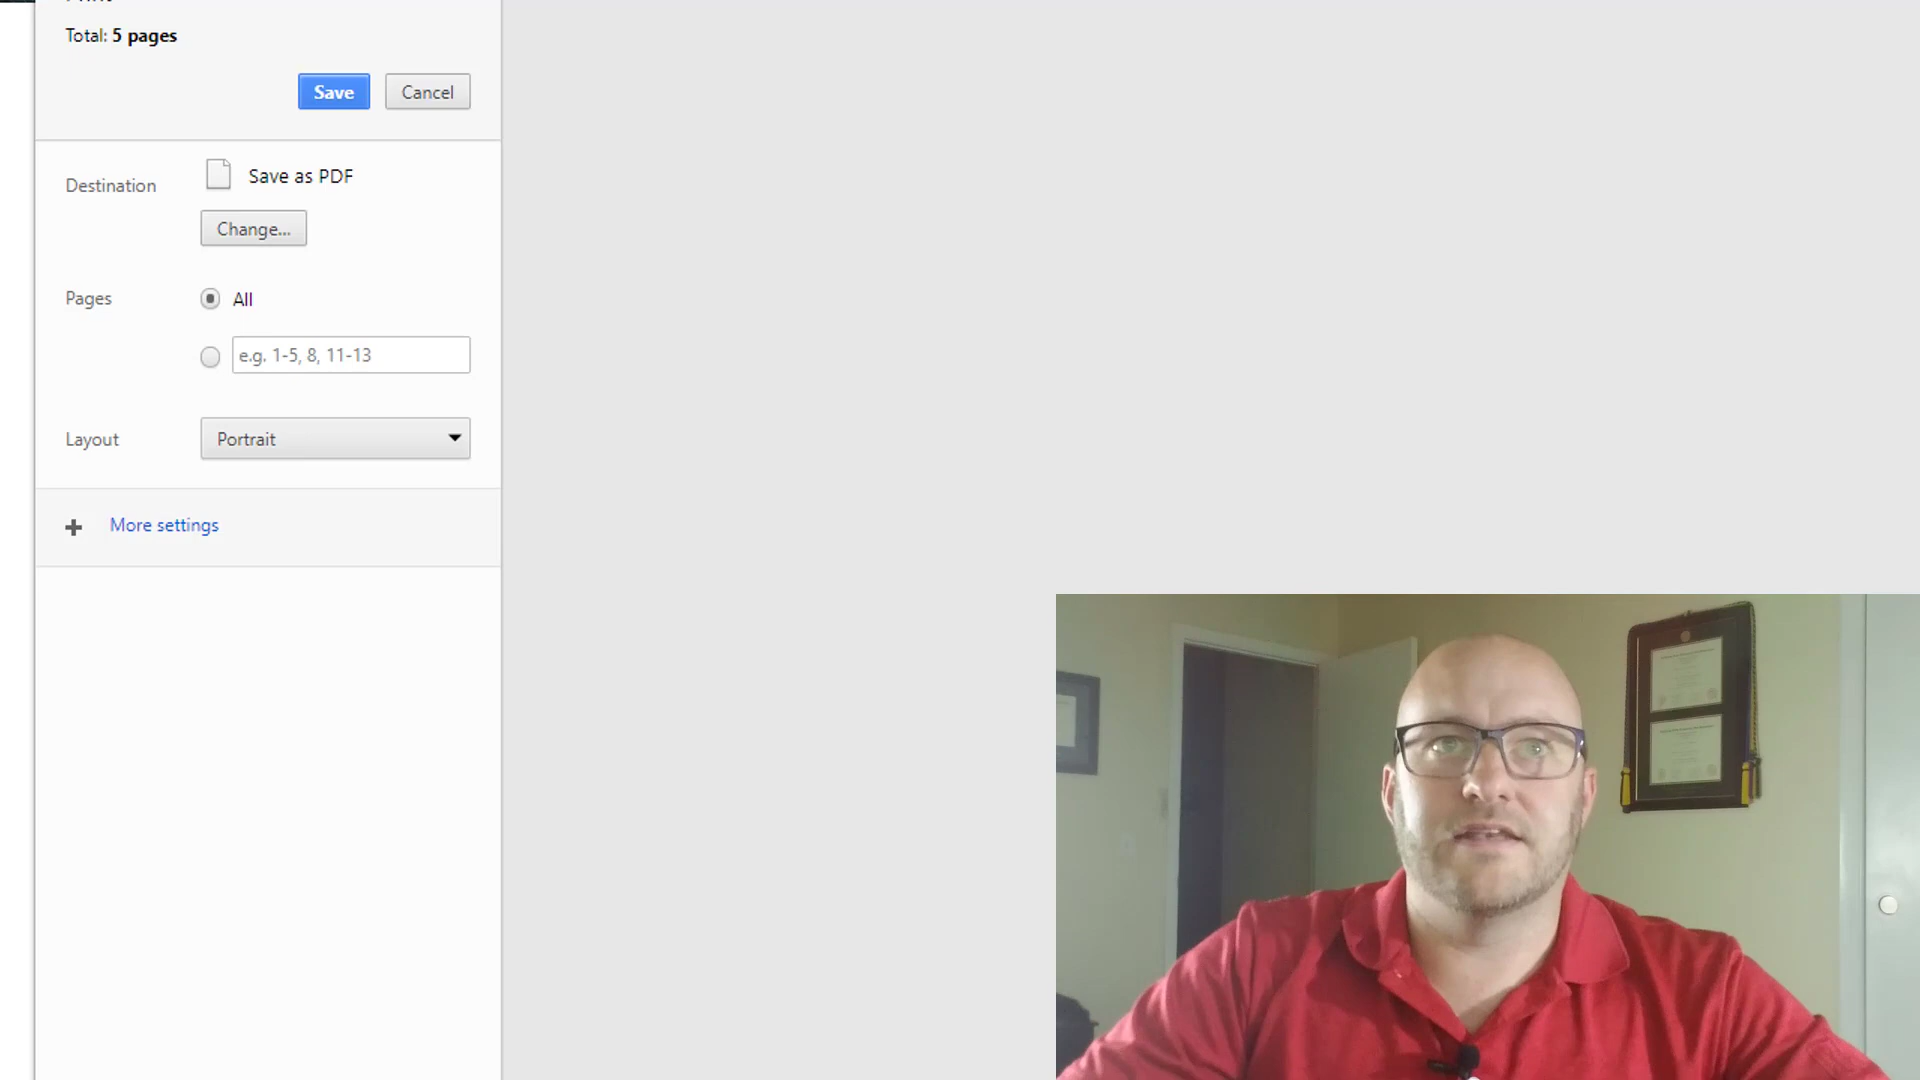 Total: 5 pages
Save Cancel
Destination Save as PDF
Change...
Pages All
e.g. 1-5, 8, 11-13
Layout Portrait
More settings